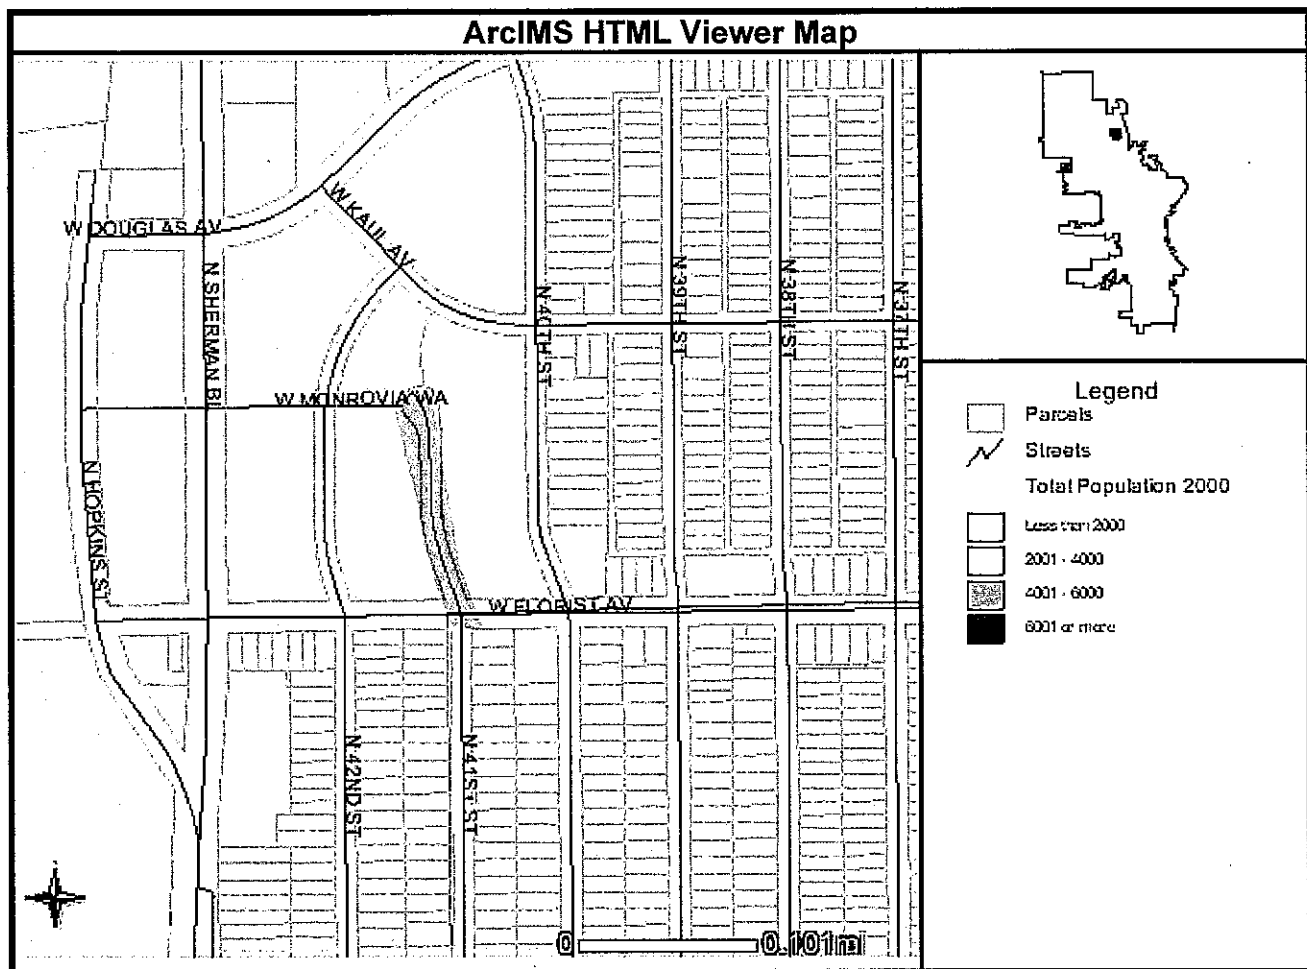 ArcIMS HTML Viewer Map
W DOUGLAS AV
W KAUL AV
N SHERMAN BL
N 40TH ST
N 39TH ST
N 38TH ST
N 37TH ST
W MONROVIA WA
N HOPKINS ST
W FLORIST AV
N 42ND ST
N 41ST ST
0 0.101mi
Legend
Parcels
Streets
Total Population 2000
Less than 2000
2001 - 4000
4001 - 6000
6001 or more